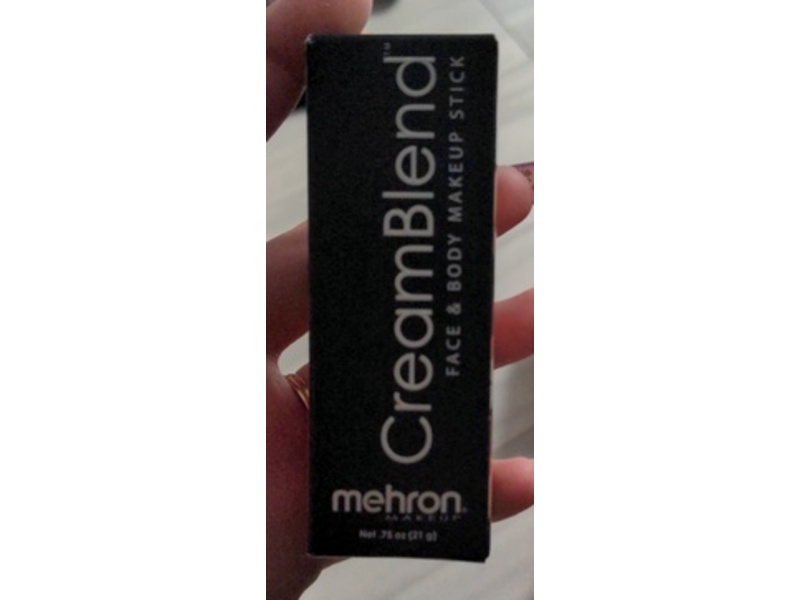 CreamBlend™
FACE & BODY MAKEUP STICK
mehron®
MAKEUP
Net .75 oz (21 g)